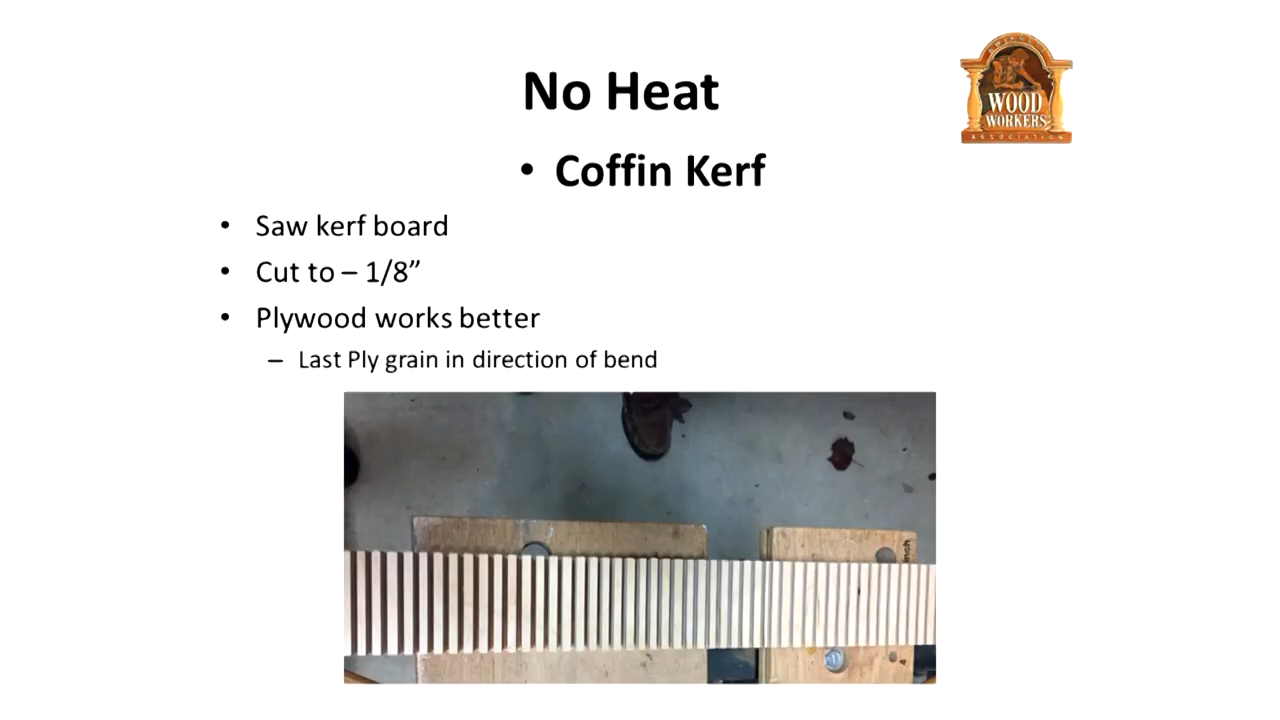 No Heat
WOOD
WORKERS
ASSOCIATION
• Coffin Kerf
• Saw kerf board
• Cut to – 1/8”
• Plywood works better
– Last Ply grain in direction of bend